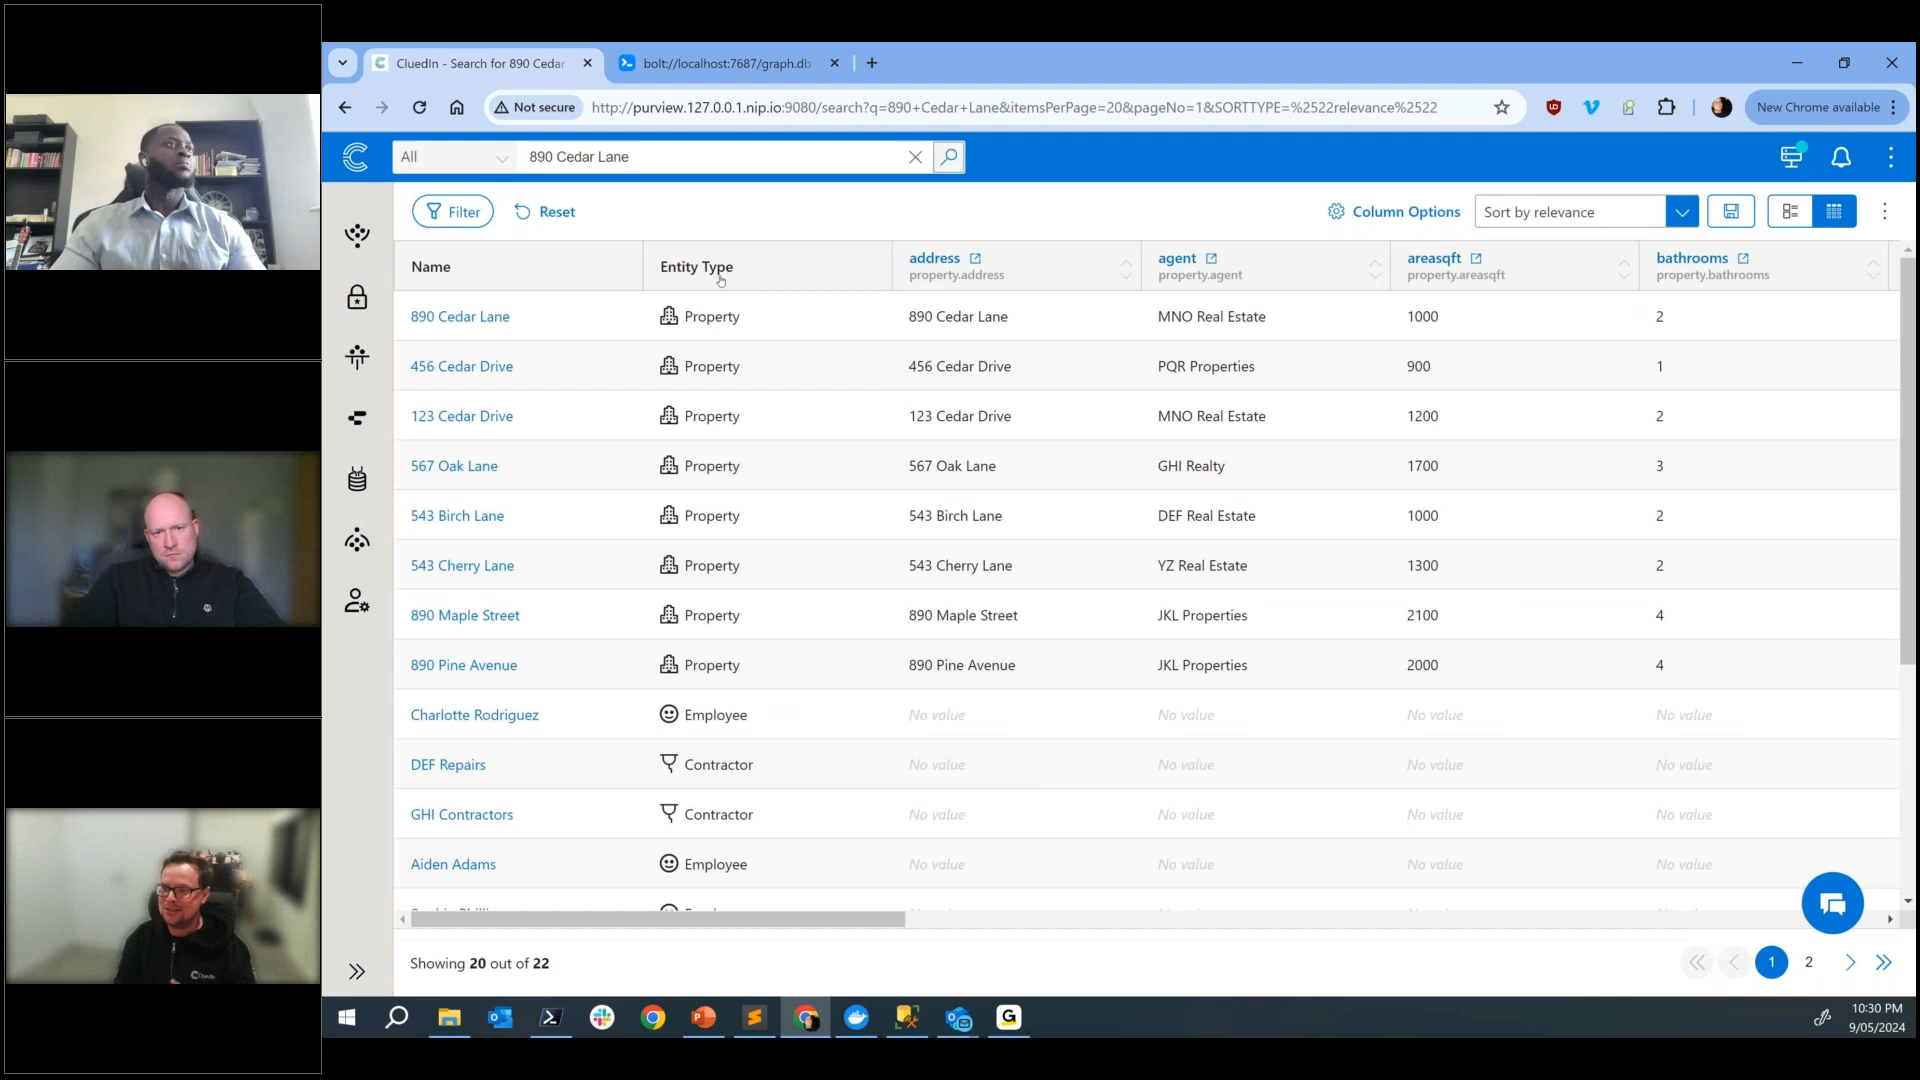 CluedIn - Search for 890 Cedar
bolt://localhost:7687/graph.db
Not secure
http://purview.127.0.0.1.nip.io:9080/search?q=890+Cedar+Lane&itemsPerPage=20&pageNo=1&SORTTYPE=%2522relevance%2522
New Chrome available
All
890 Cedar Lane
Filter
Reset
Column Options
Sort by relevance
Name
Entity Type
address
property.address
agent
property.agent
areasqft
property.areasqft
bathrooms
property.bathrooms
890 Cedar Lane Property 890 Cedar Lane MNO Real Estate 1000 2
456 Cedar Drive Property 456 Cedar Drive PQR Properties 900 1
123 Cedar Drive Property 123 Cedar Drive MNO Real Estate 1200 2
567 Oak Lane Property 567 Oak Lane GHI Realty 1700 3
543 Birch Lane Property 543 Birch Lane DEF Real Estate 1000 2
543 Cherry Lane Property 543 Cherry Lane YZ Real Estate 1300 2
890 Maple Street Property 890 Maple Street JKL Properties 2100 4
890 Pine Avenue Property 890 Pine Avenue JKL Properties 2000 4
Charlotte Rodriguez Employee No value No value No value No value
DEF Repairs Contractor No value No value No value No value
GHI Contractors Contractor No value No value No value No value
Aiden Adams Employee No value No value No value No value
Showing 20 out of 22
1 2
10:30 PM
9/05/2024
CluedIn